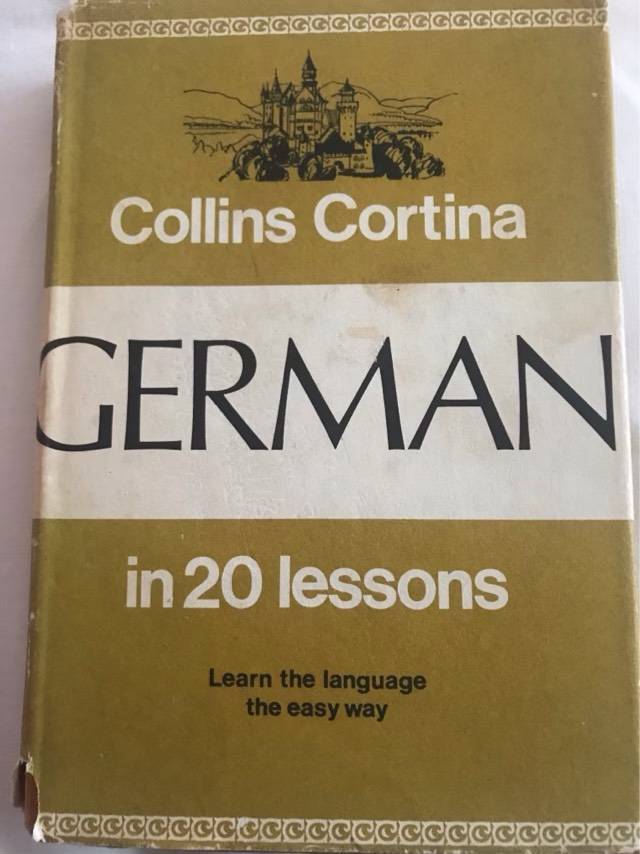 Collins Cortina
GERMAN
in 20 lessons
Learn the language
the easy way